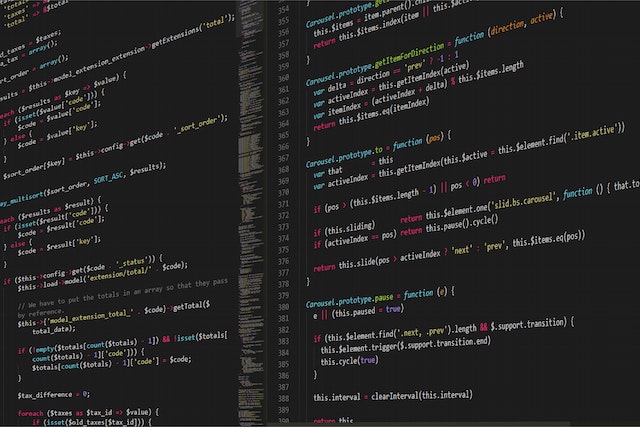 'total'
'total
old_taxes = $taxes;
array();
ort_order = array();
$this->model_extension_extension->getExtensions('total');
each ($results as $key => $value) {
if (isset($value['code'])) {
$code = $value['code'];
} else {
$code = $value['key'];
}
$sort_order[$key] = $this->config->get($code . '_sort_order');
}
ay_multisort($sort_order, SORT_ASC, $results);
each ($results as $result) {
if (isset($result['code'])) {
$code = $result['code'];
} else {
$code = $result['key'];
}
if ($this->config->get($code . '_status')) {
$this->load->model('extension/total/' . $code);
// We have to put the totals in an array so that they pass
by reference.
$this->{'model_extension_total_' . $code}->getTotal($
total_data);
if (!empty($totals[count($totals) - 1]) && !isset($totals[
count($totals) - 1]['code'])) {
$totals[count($totals) - 1]['code'] = $code;
}
$tax_difference = 0;
foreach ($taxes as $tax_id => $value) {
if (isset($old_taxes[$tax_id])) {
354 Carousel.prototype
355 this.$items = item.parent().
356 return this.$items.index(item || this.$
357 }
358
359 Carousel.prototype.getItemForDirection = function (direction, active) {
360 var delta = direction == 'prev' ? -1 : 1
361 var activeIndex = this.getItemIndex(active)
362 var itemIndex = (activeIndex + delta) % this.$items.length
363 return this.$items.eq(itemIndex)
364 }
365
366 Carousel.prototype.to = function (pos) {
367 var that = this
368 var activeIndex = this.getItemIndex(this.$active = this.$element.find('.item.active'))
369
370 if (pos > (this.$items.length - 1) || pos < 0) return
371
372 if (this.sliding) return this.$element.one('slid.bs.carousel', function () { that.to
373 if (activeIndex == pos) return this.pause().cycle()
374
375 return this.slide(pos > activeIndex ? 'next' : 'prev', this.$items.eq(pos))
376 }
377
378 Carousel.prototype.pause = function (e) {
379 e || (this.paused = true)
380
381 if (this.$element.find('.next, .prev').length && $.support.transition) {
382 this.$element.trigger($.support.transition.end)
383 this.cycle(true)
384 }
385
386 this.interval = clearInterval(this.interval)
387
388 return this
389
390